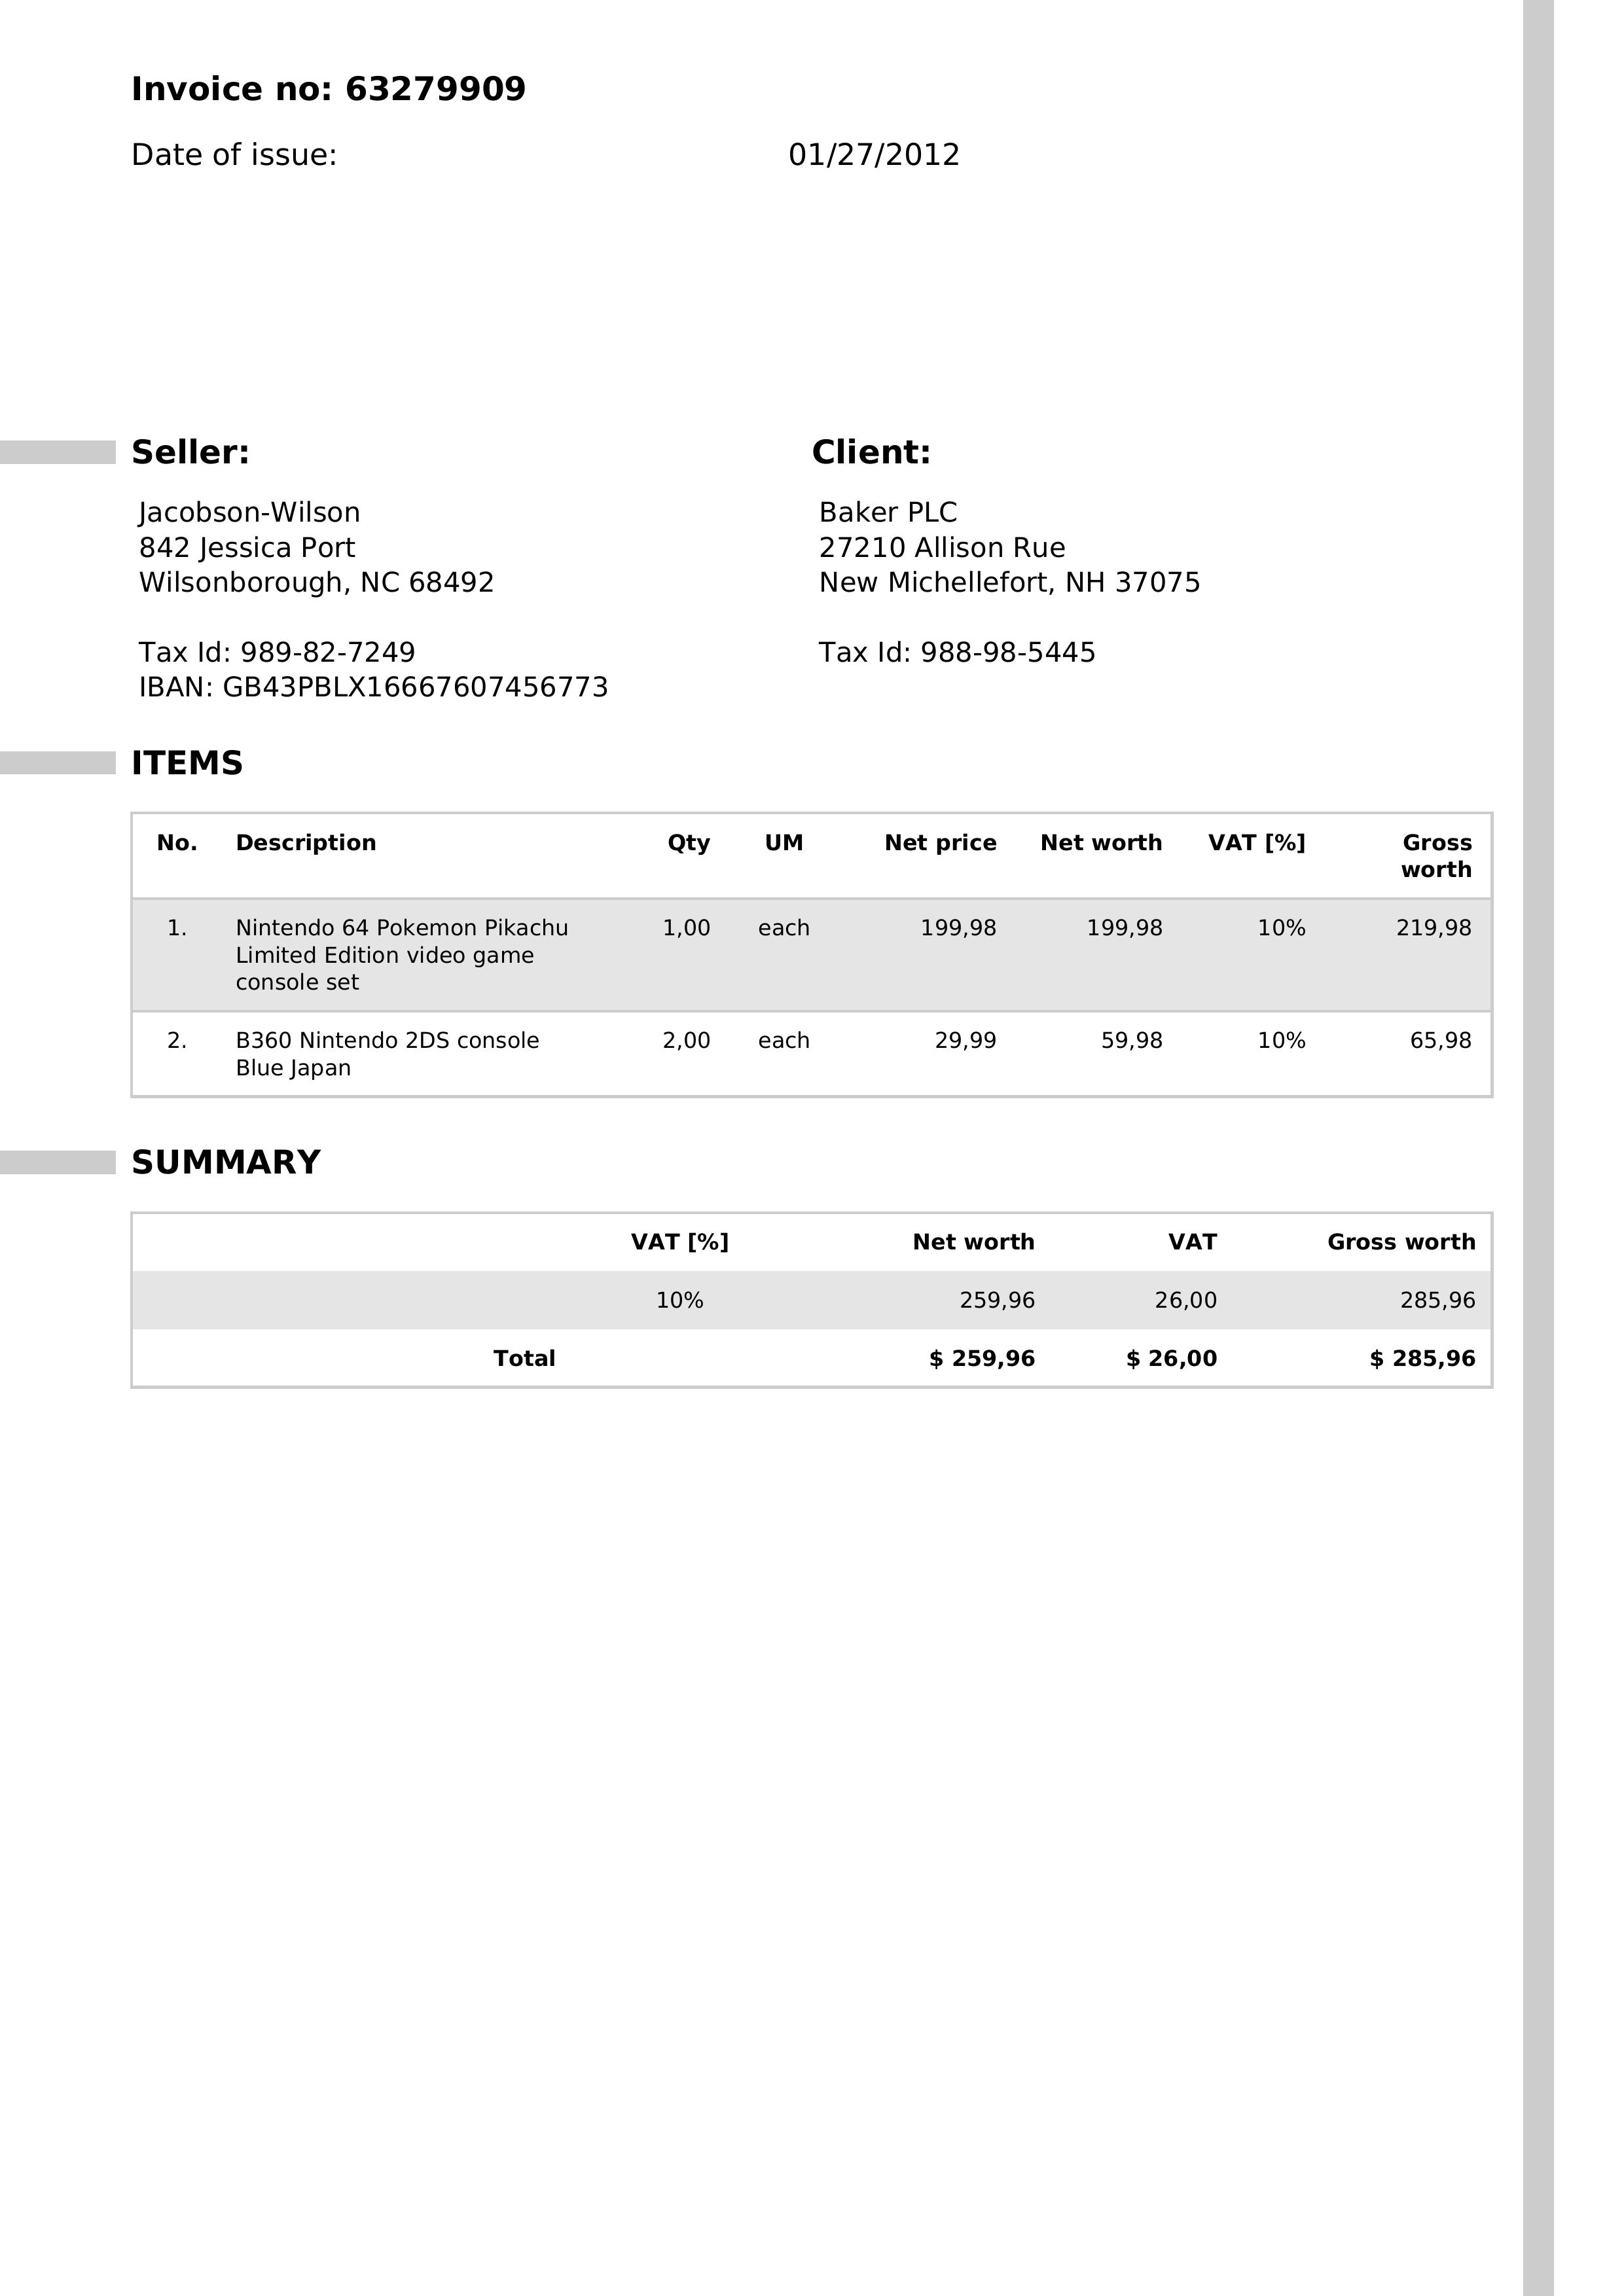 Invoice no: 63279909
Date of issue: 01/27/2012
Seller:
Jacobson-Wilson
842 Jessica Port
Wilsonborough, NC 68492
Tax Id: 989-82-7249
IBAN: GB43PBLX16667607456773
Client:
Baker PLC
27210 Allison Rue
New Michellefort, NH 37075
Tax Id: 988-98-5445
ITEMS
No. Description Qty UM Net price Net worth VAT [%] Gross
worth
1. Nintendo 64 Pokemon Pikachu 1,00 each 199,98 199,98 10% 219,98
Limited Edition video game
console set
2. B360 Nintendo 2DS console 2,00 each 29,99 59,98 10% 65,98
Blue Japan
SUMMARY
VAT [%] Net worth VAT Gross worth
10% 259,96 26,00 285,96
Total $ 259,96 $ 26,00 $ 285,96